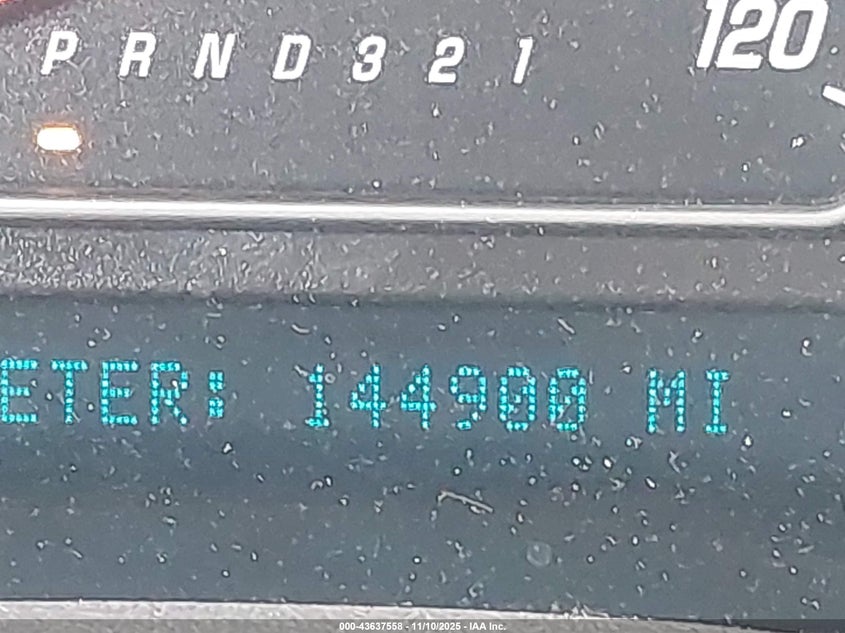 P R N D 3 2 1
120
ETER: 144900 MI
000-43637558 - 11/10/2025 - IAA Inc.